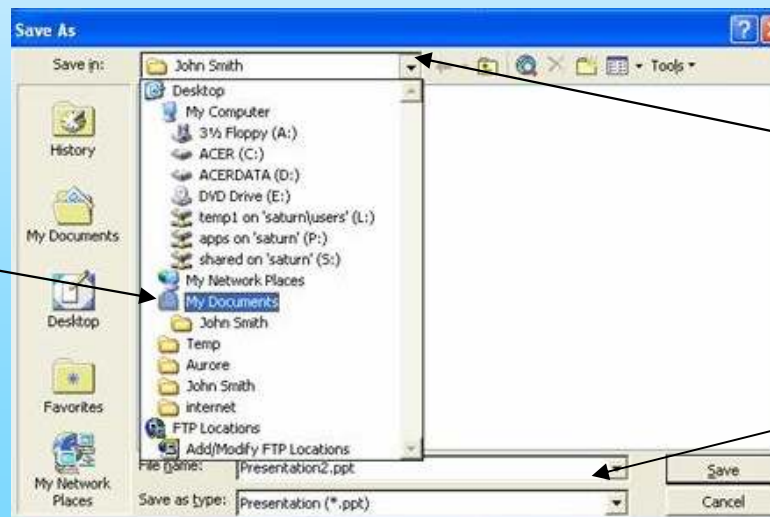 Save As
Save in:
John Smith
Tools
Desktop
My Computer
3½ Floppy (A:)
ACER (C:)
ACERDATA (D:)
DVD Drive (E:)
temp1 on 'saturn\users' (L:)
apps on 'saturn' (P:)
shared on 'saturn' (S:)
My Network Places
My Documents
John Smith
Temp
Aurore
John Smith
internet
FTP Locations
Add/Modify FTP Locations
History
My Documents
Desktop
Favorites
My Network
Places
File name:
Presentation2.ppt
Save
Save as type:
Presentation (*.ppt)
Cancel